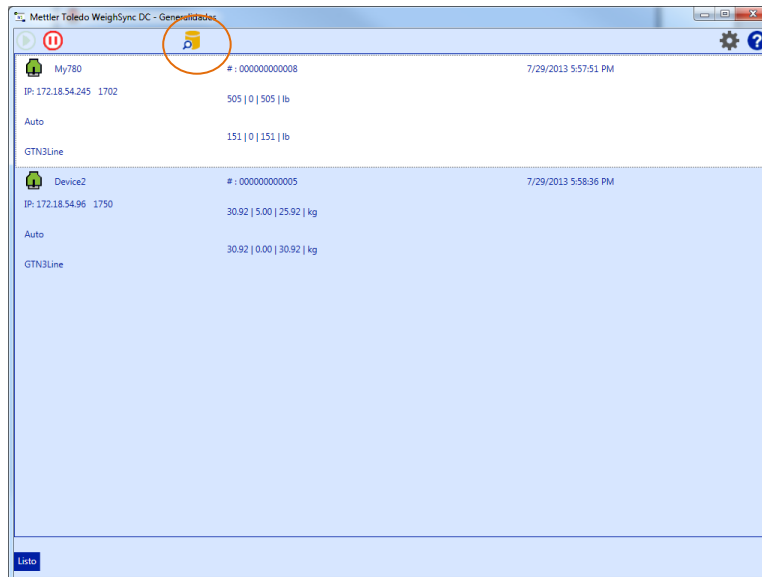 Mettler Toledo WeighSync DC - Generalidades
My780 # : 000000000008 7/29/2013 5:57:51 PM
IP: 172.18.54.245 1702
505 | 0 | 505 | lb
Auto
151 | 0 | 151 | lb
GTN3Line
Device2 # : 000000000005 7/29/2013 5:58:36 PM
IP: 172.18.54.96 1750
30.92 | 5.00 | 25.92 | kg
Auto
30.92 | 0.00 | 30.92 | kg
GTN3Line
Listo